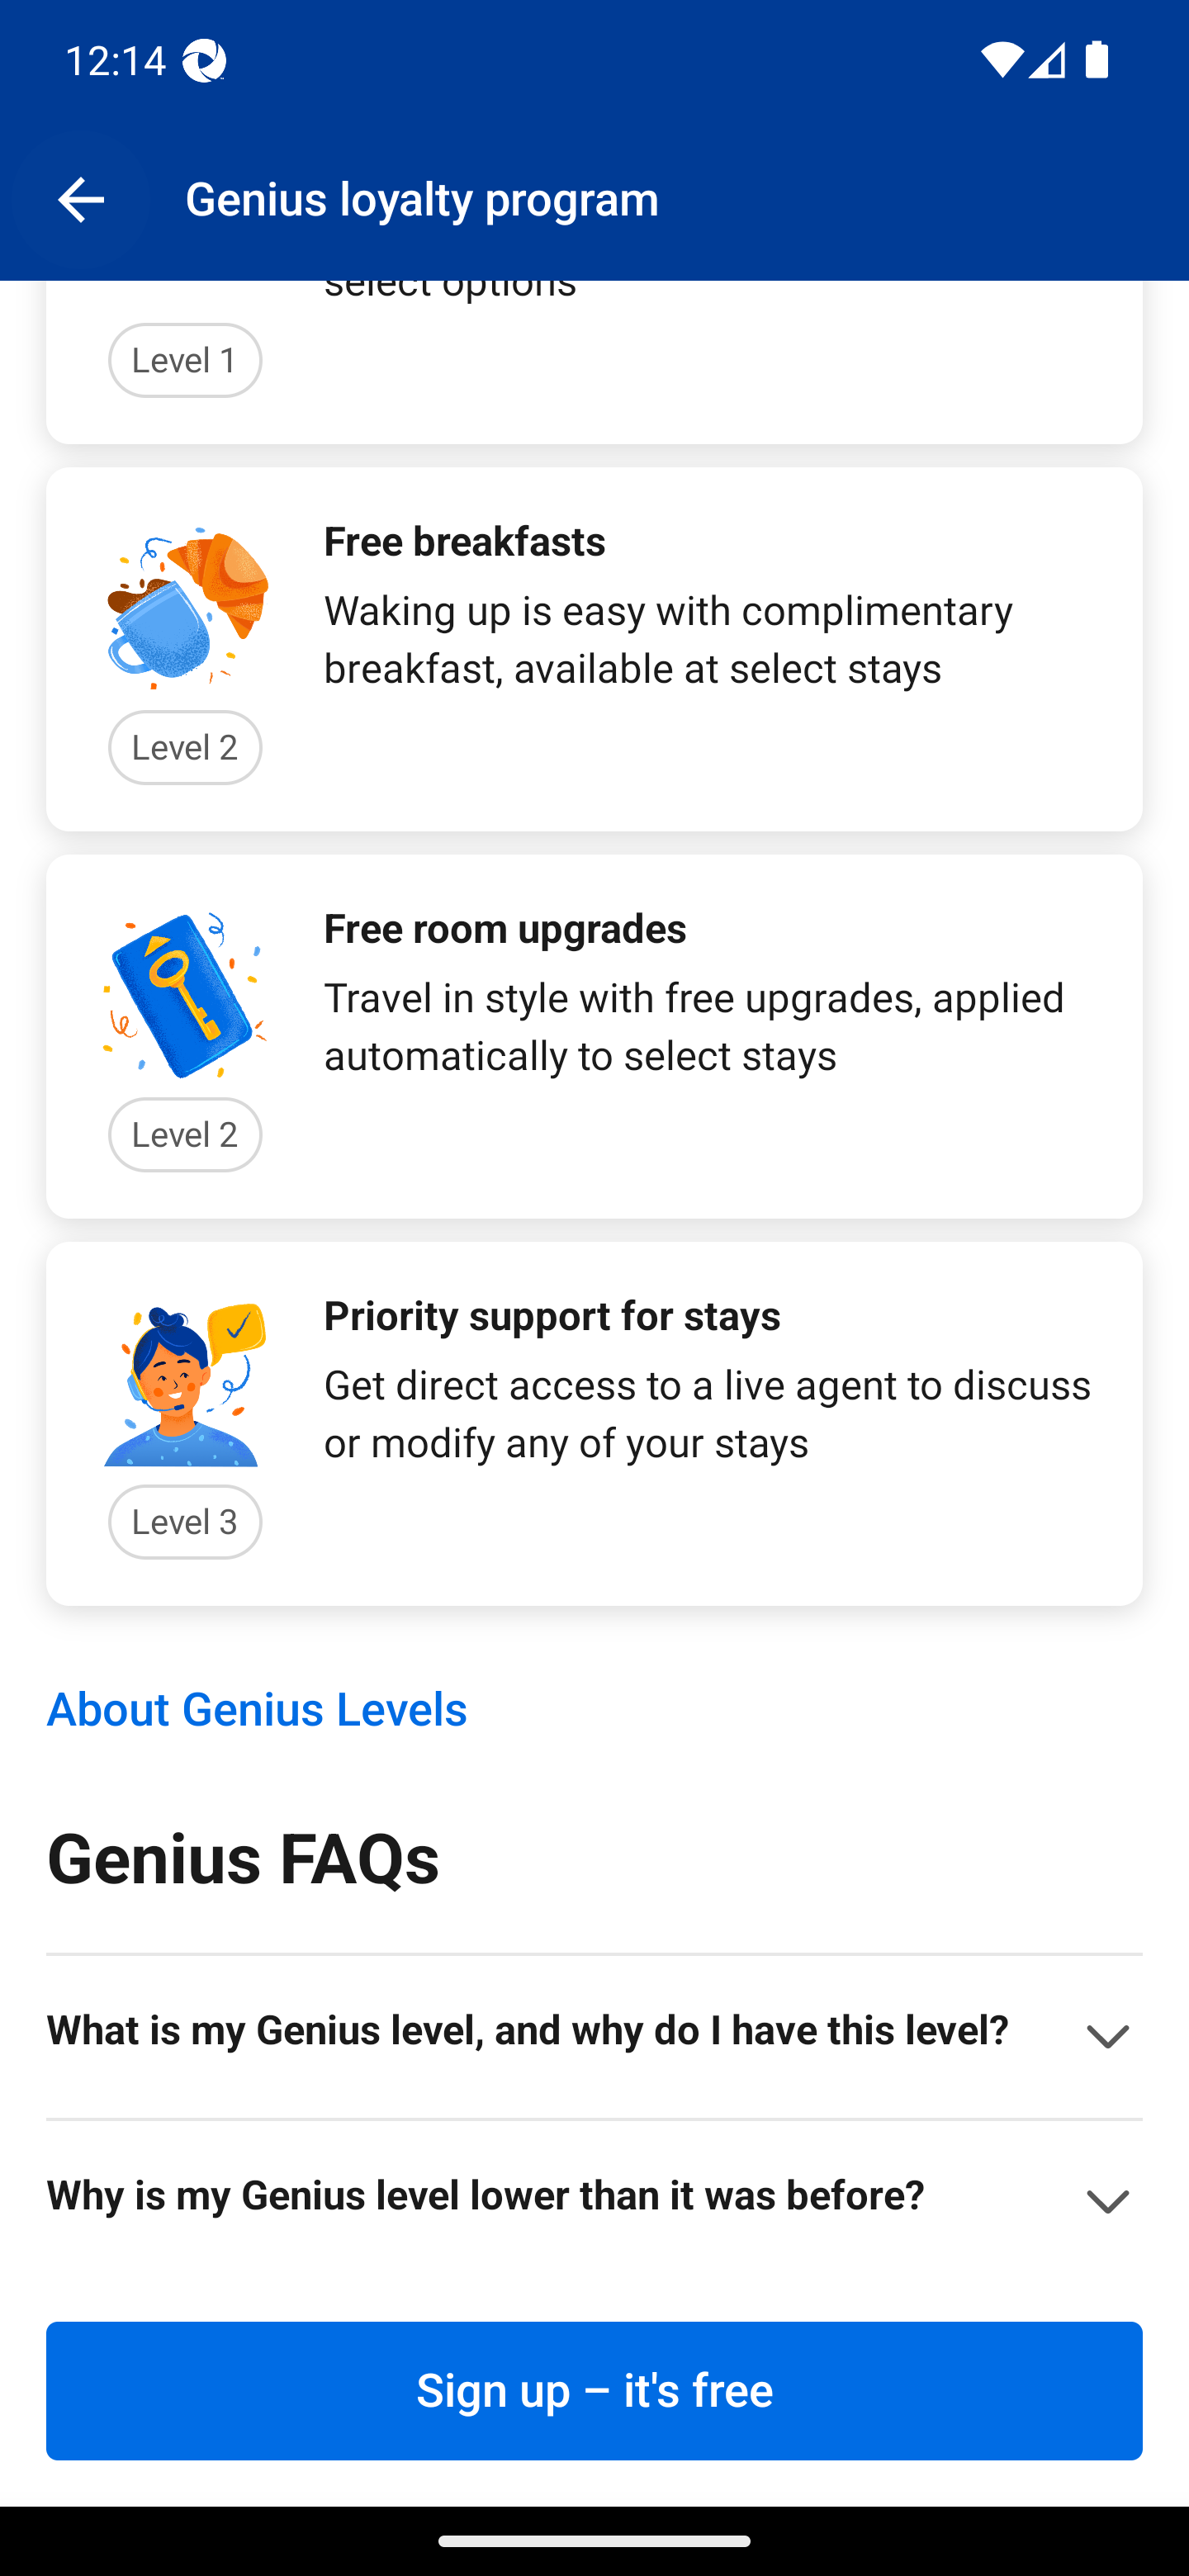 12:14
Genius loyalty program
select options
Level 1
Free breakfasts
Waking up is easy with complimentary
breakfast, available at select stays
Level 2
Free room upgrades
Travel in style with free upgrades, applied
automatically to select stays
Level 2
Priority support for stays
Get direct access to a live agent to discuss
or modify any of your stays
Level 3
About Genius Levels
Genius FAQs
What is my Genius level, and why do I have this level?
Why is my Genius level lower than it was before?
Sign up – it's free